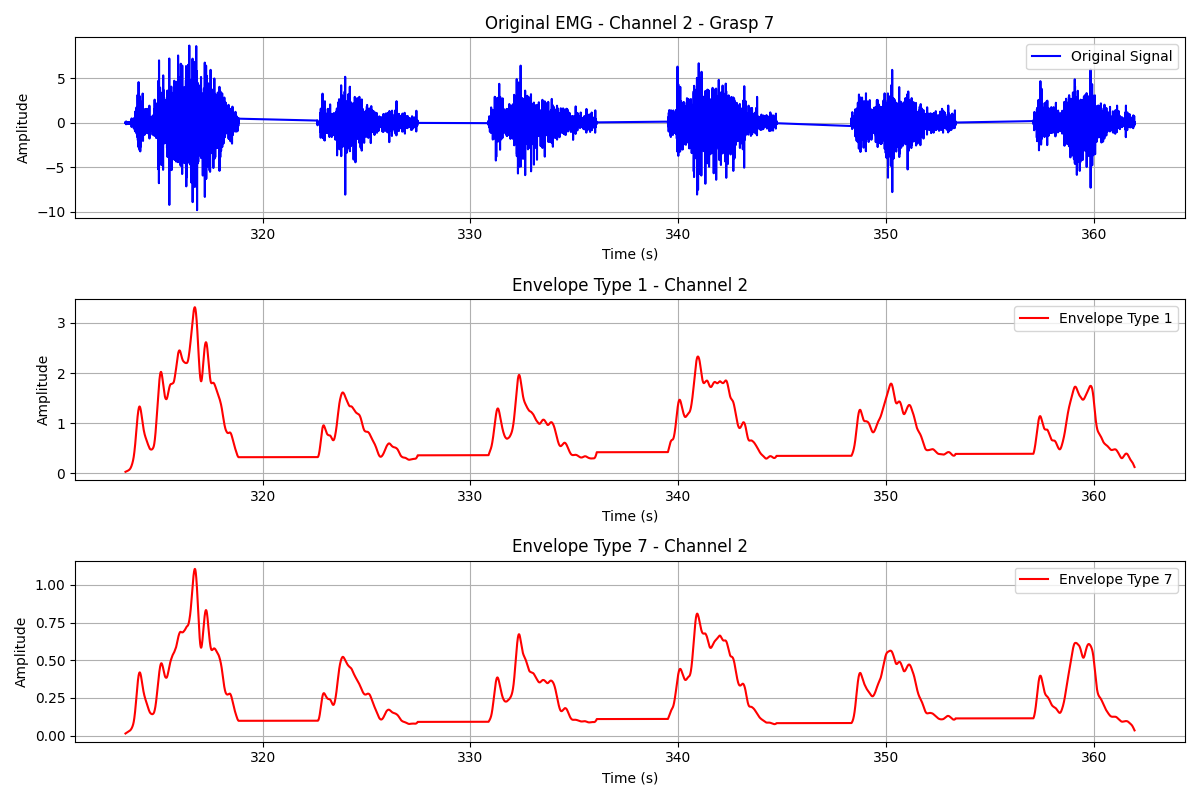 Original EMG - Channel 2 - Grasp 7
Original Signal
Amplitude
5
0
−5
−10
320
330
340
350
360
Time (s)
Envelope Type 1 - Channel 2
Envelope Type 1
Amplitude
3
2
1
0
320
330
340
350
360
Time (s)
Envelope Type 7 - Channel 2
Envelope Type 7
Amplitude
1.00
0.75
0.50
0.25
0.00
320
330
340
350
360
Time (s)